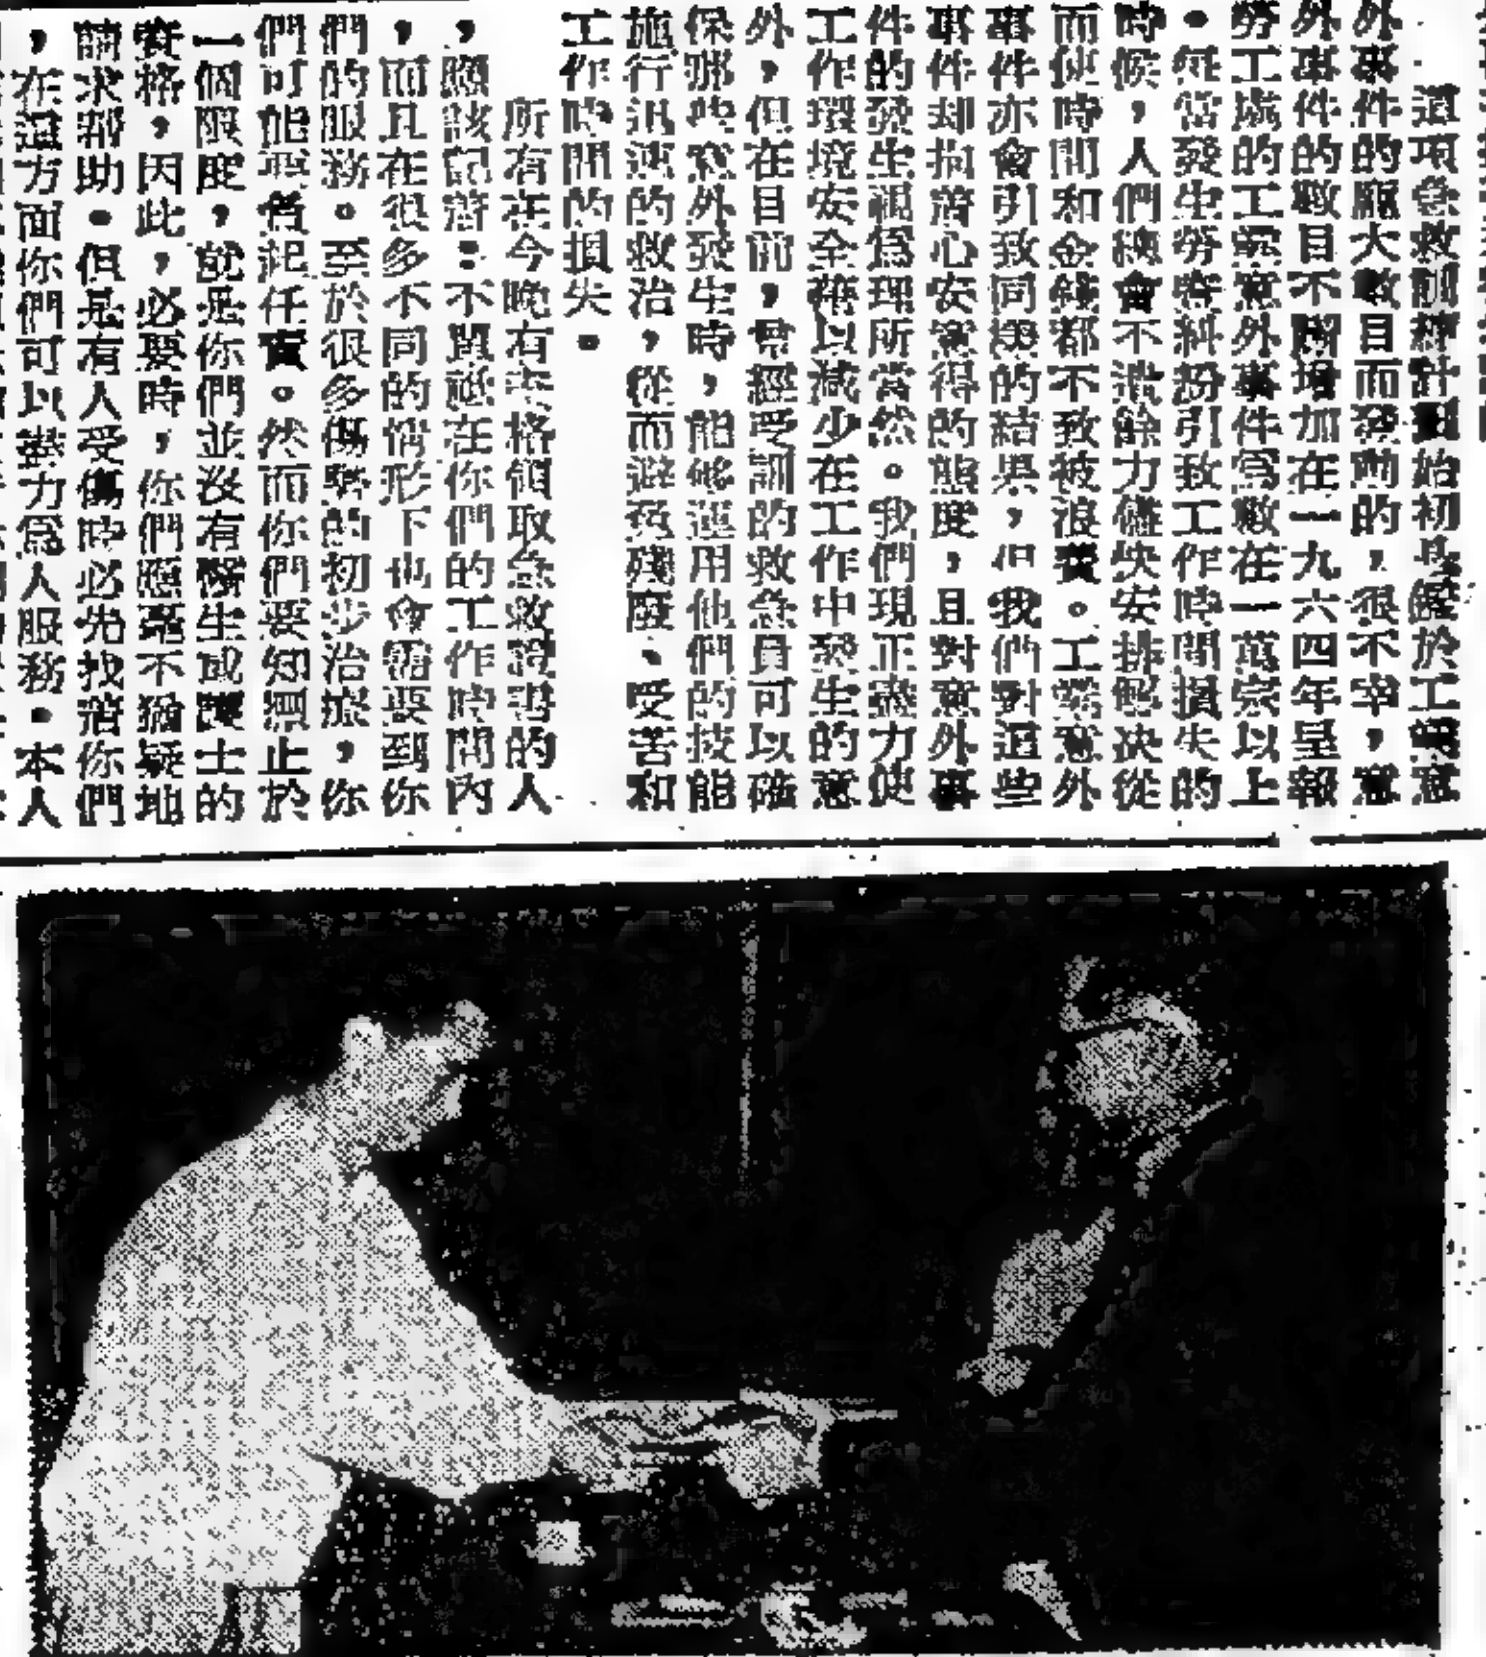 這項急救訓練計劃始初是鑒於工業意
外事件的龐大數目而發動的，很不幸，意
外事件的數目不斷增加在一九六四年呈報
勞工處的工業意外事件爲數在一萬宗以上
。每當發生勞資糾紛引致工作時間損失的
時候，人們總會不遺餘力儘快安排解决從
而使時間和金錢都不致被浪費。工業意外
事件亦會引致同樣的結果，但我們對這些
事件却抱着心安寞得的態度，且對意外事
件的發生視爲理所當然。我們現正盡力使
工作環境安全藉以减少在工作中發生的意
外，但在目前，曾經受訓的救急員可以確
保那些意外發生時，能够運用他們的技能
施行迅速的救治，從而避免殘廢、受苦和
工作時間的損失。
所有在今晚有資格領取急救證書的人
，應該記着：不單祗在你們的工作時間內
，而且在很多不同的情形下也會需要到你
們的服務。至於很多傷勢的初步治療，你
們可能要負起任責。然而你們要知道止於
一個限度，就是你們並沒有醫生或護士的
資格，因此，必要時，你們應毫不猶疑地
請求幫助。但是有人受傷時必先找着你們
，在這方面你們可以盡力爲人服務。本人